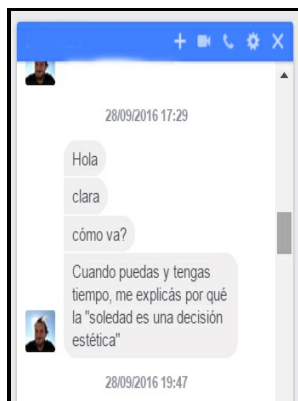 28/09/2016 17:29
Hola
clara
cómo va?
Cuando puedas y tengas
tiempo, me explicás por qué
la "soledad es una decisión
estética"
28/09/2016 19:47